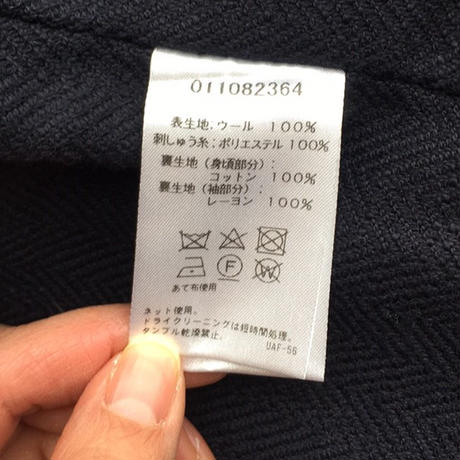 011082364
表生地:ウール 100%
刺しゅう糸:ポリエステル 100%
裏生地(身頃部分):
コットン 100%
裏生地(袖部分):
レーヨン 100%
F W
あて布使用
ネット使用。
ドライクリーニングは短時間処理。
タンブル乾燥禁止。
UAF-56